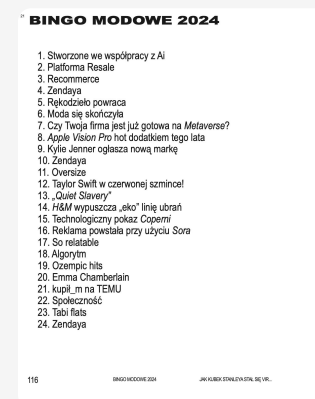 21
BINGO MODOWE 2024
1. Stworzone we współpracy z Ai
2. Platforma Resale
3. Recommerce
4. Zendaya
5. Rękodzieło powraca
6. Moda się skończyła
7. Czy Twoja firma jest już gotowa na Metaverse?
8. Apple Vision Pro hot dodatkiem tego lata
9. Kylie Jenner ogłasza nową markę
10. Zendaya
11. Oversize
12. Taylor Swift w czerwonej szmince!
13. „Quiet Slavery”
14. H&M wypuszcza „eko” linię ubrań
15. Technologiczny pokaz Coperni
16. Reklama powstała przy użyciu Sora
17. So relatable
18. Algorytm
19. Ozempic hits
20. Emma Chamberlain
21. kupił_m na TEMU
22. Społeczność
23. Tabi flats
24. Zendaya
116 BINGO MODOWE 2024 JAK KUBEK STANLEYA STAŁ SIĘ VIR...